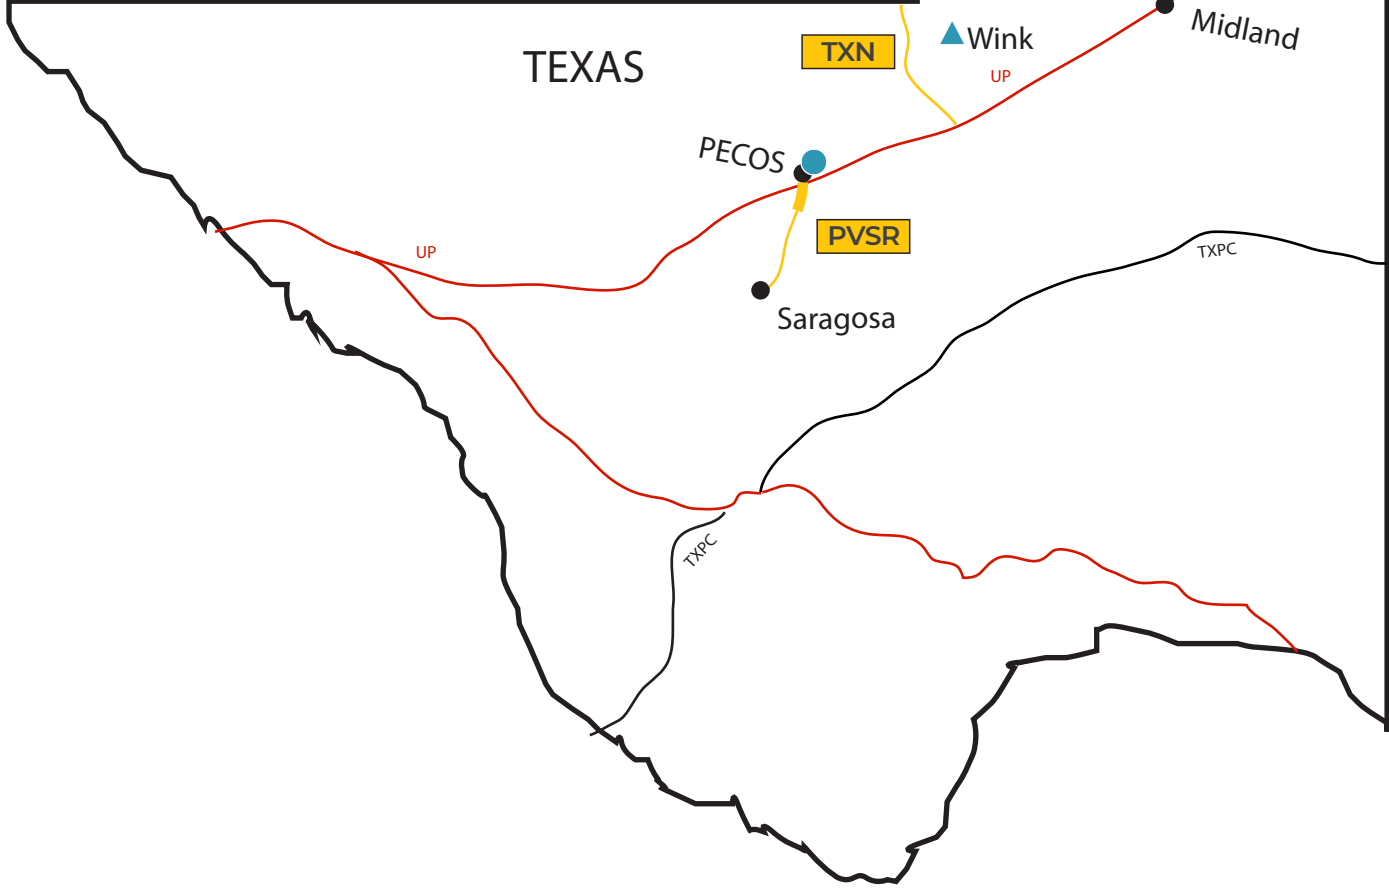 Midland
Wink
TXN
TEXAS
UP
PECOS
PVSR
UP
TXPC
Saragosa
TXPC